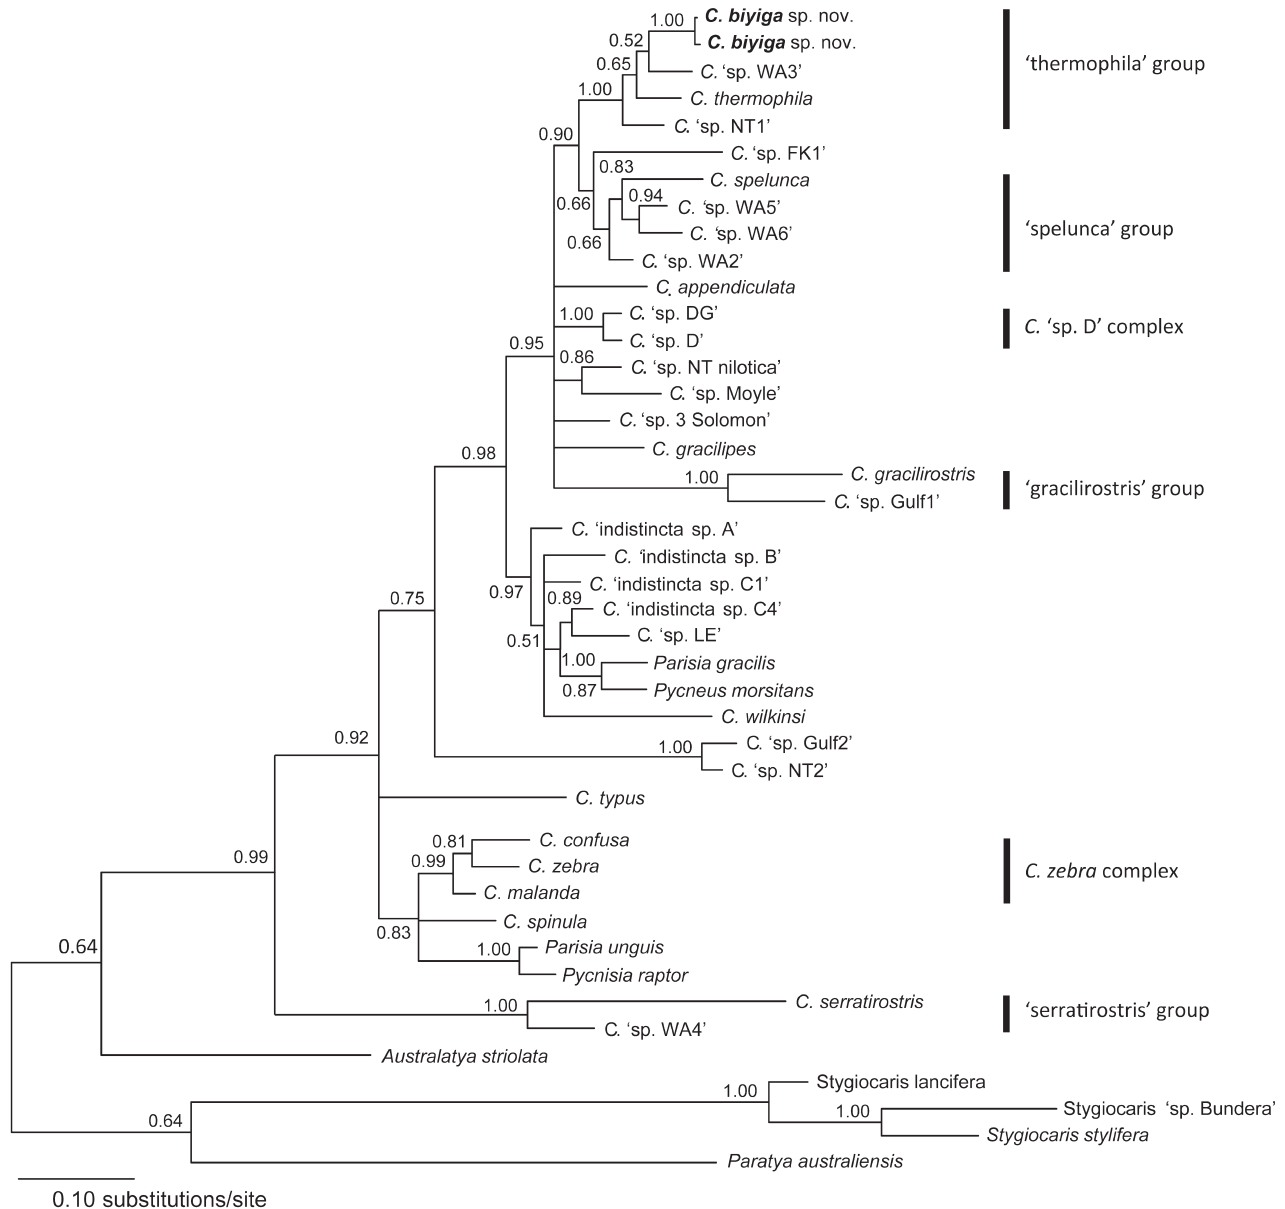 1.00
C. biyiga sp. nov.
C. biyiga sp. nov.
0.52
0.65
C. ‘sp. WA3’
‘thermophila’ group
1.00
C. thermophila
C. ‘sp. NT1’
0.90
C. ‘sp. FK1’
0.83
C. spelunca
0.94
0.66
C. ‘sp. WA5’
C. ‘sp. WA6’
‘spelunca’ group
0.66
C. ‘sp. WA2’
C. appendiculata
1.00
C. ‘sp. DG’
C. ‘sp. D’
C. ‘sp. D’ complex
0.95
0.86
C. ‘sp. NT nilotica’
C. ‘sp. Moyle’
C. ‘sp. 3 Solomon’
C. gracilipes
0.98
1.00
C. gracilirostris
C. ‘sp. Gulf1’
‘gracilirostris’ group
C. ‘indistincta sp. A’
C. ‘indistincta sp. B’
C. ‘indistincta sp. C1’
0.97
0.89
0.75
C. ‘indistincta sp. C4’
C. ‘sp. LE’
0.51
1.00
Parisia gracilis
0.87
Pycneus morsitans
C. wilkinsi
0.92
1.00
C. ‘sp. Gulf2’
C. ‘sp. NT2’
C. typus
0.81
C. confusa
0.99
0.99
C. zebra
C. zebra complex
C. malanda
C. spinula
0.83
0.64
1.00
Parisia unguis
Pycnisia raptor
1.00
C. serratirostris
C. ‘sp. WA4’
‘serratirostris’ group
Australatya striolata
1.00
Stygiocaris lancifera
0.64
1.00
Stygiocaris ‘sp. Bundera’
Stygiocaris stylifera
Paratya australiensis
0.10 substitutions/site